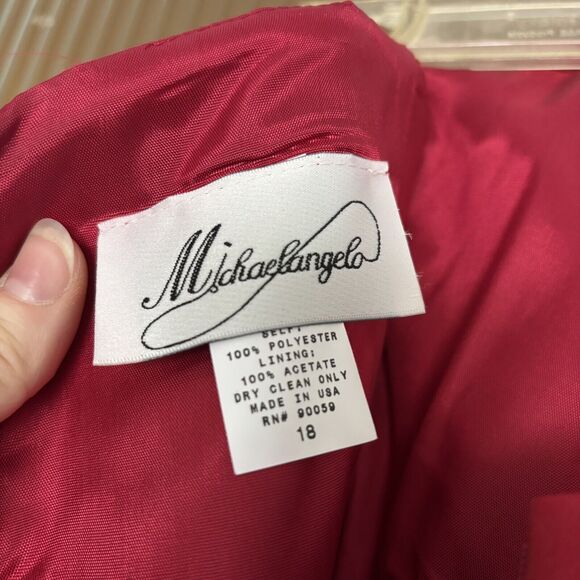 Michaelangelo
SELF:
100% POLYESTER
LINING:
100% ACETATE
DRY CLEAN ONLY
MADE IN USA
RN# 90059
18